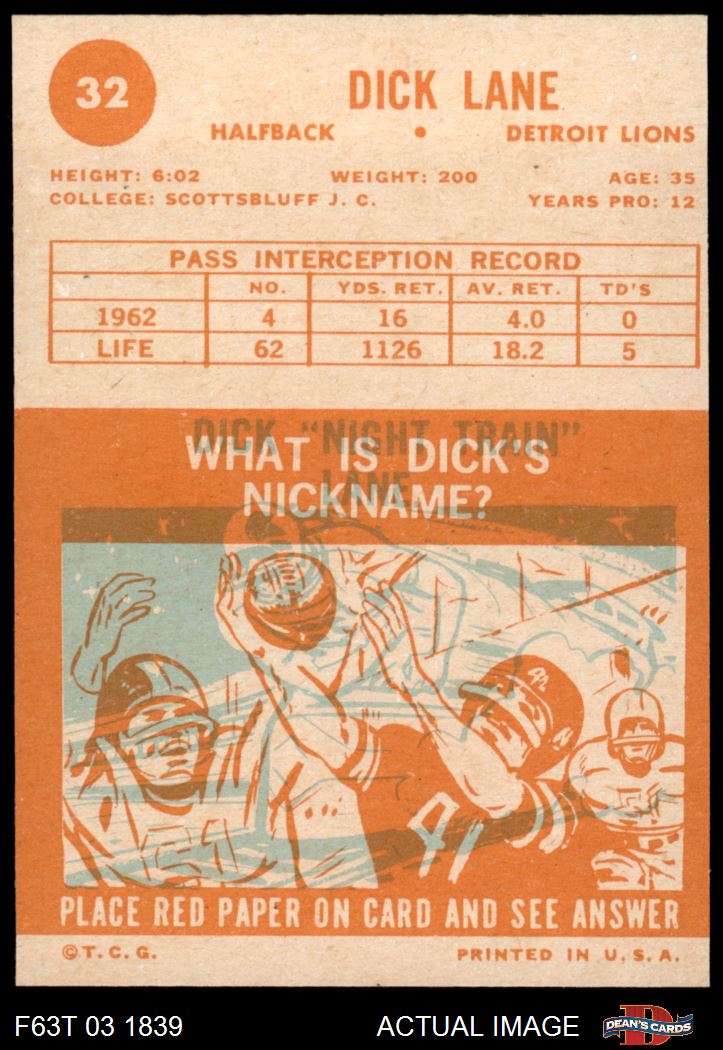 32
DICK LANE
HALFBACK • DETROIT LIONS
HEIGHT: 6:02 WEIGHT: 200 AGE: 35
COLLEGE: SCOTTSBLUFF J. C. YEARS PRO: 12
PASS INTERCEPTION RECORD
NO. YDS. RET. AV. RET. TD'S
1962 4 16 4.0 0
LIFE 62 1126 18.2 5
DICK "NIGHT TRAIN"
LANE
WHAT IS DICK'S
NICKNAME?
41
PLACE RED PAPER ON CARD AND SEE ANSWER
© T. C. G. PRINTED IN U. S. A.
F63T 03 1839 ACTUAL IMAGE DEAN'S CARDS